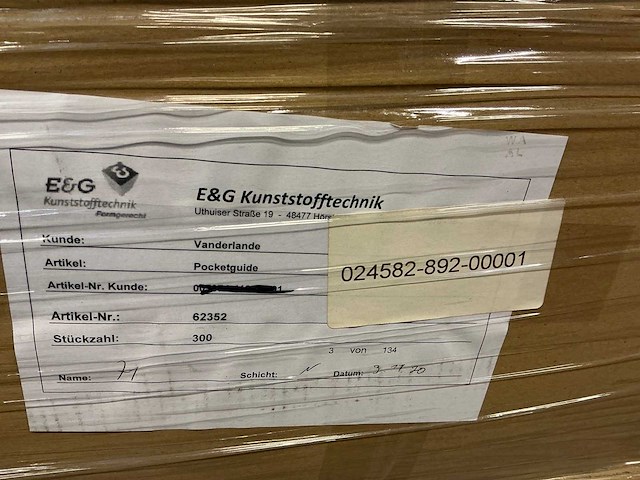 E&G
Kunststofftechnik
Formgerecht
E&G Kunststofftechnik
Uthuiser Straße 19 - 48477
Kunde: Vanderlande
Artikel: Pocketguide
Artikel-Nr. Kunde:
024582-892-00001
Artikel-Nr.: 62352
Stückzahl: 300
3 von 134
Name: Schicht: N Datum: